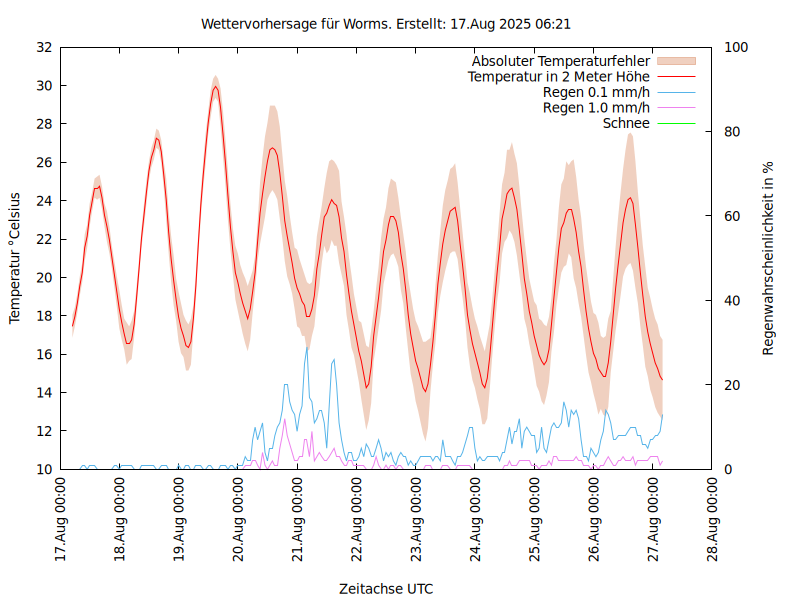 Wettervorhersage für Worms. Erstellt: 17.Aug 2025 06:21
Absoluter Temperaturfehler
Temperatur in 2 Meter Höhe
Regen 0.1 mm/h
Regen 1.0 mm/h
Schnee
Temperatur °Celsius
32
30
28
26
24
22
20
18
16
14
12
10
100
80
60
40
20
0
Regenwahrscheinlichkeit in %
17.Aug 00:00
18.Aug 00:00
19.Aug 00:00
20.Aug 00:00
21.Aug 00:00
22.Aug 00:00
23.Aug 00:00
24.Aug 00:00
25.Aug 00:00
26.Aug 00:00
27.Aug 00:00
28.Aug 00:00
Zeitachse UTC